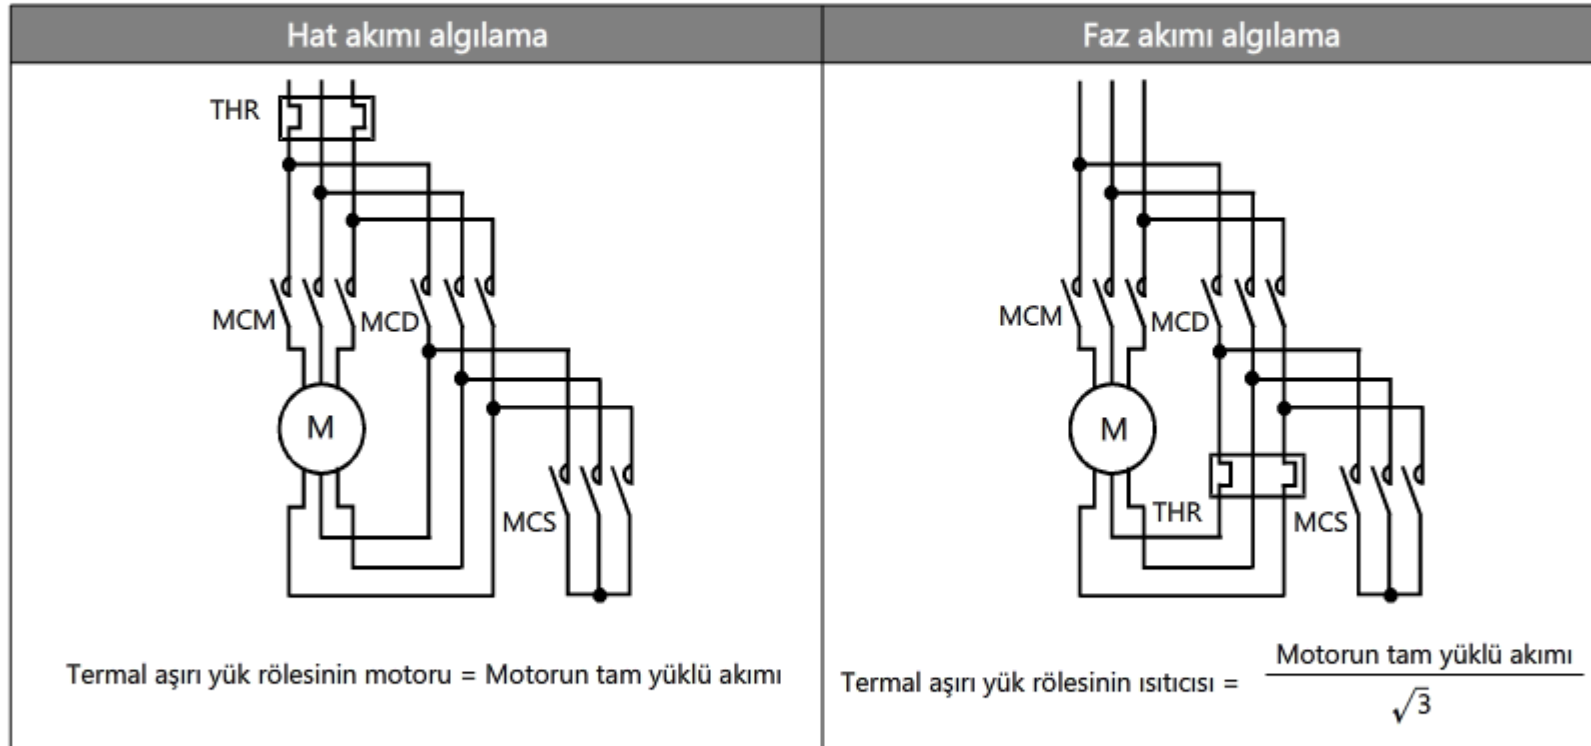 Hat akımı algılama
Faz akımı algılama
THR
MCM
MCD
M
MCS
Termal aşırı yük rölesinin motoru = Motorun tam yüklü akımı
MCM
MCD
M
THR
MCS
Termal aşırı yük rölesinin ısıtıcısı =
Motorun tam yüklü akımı
√3